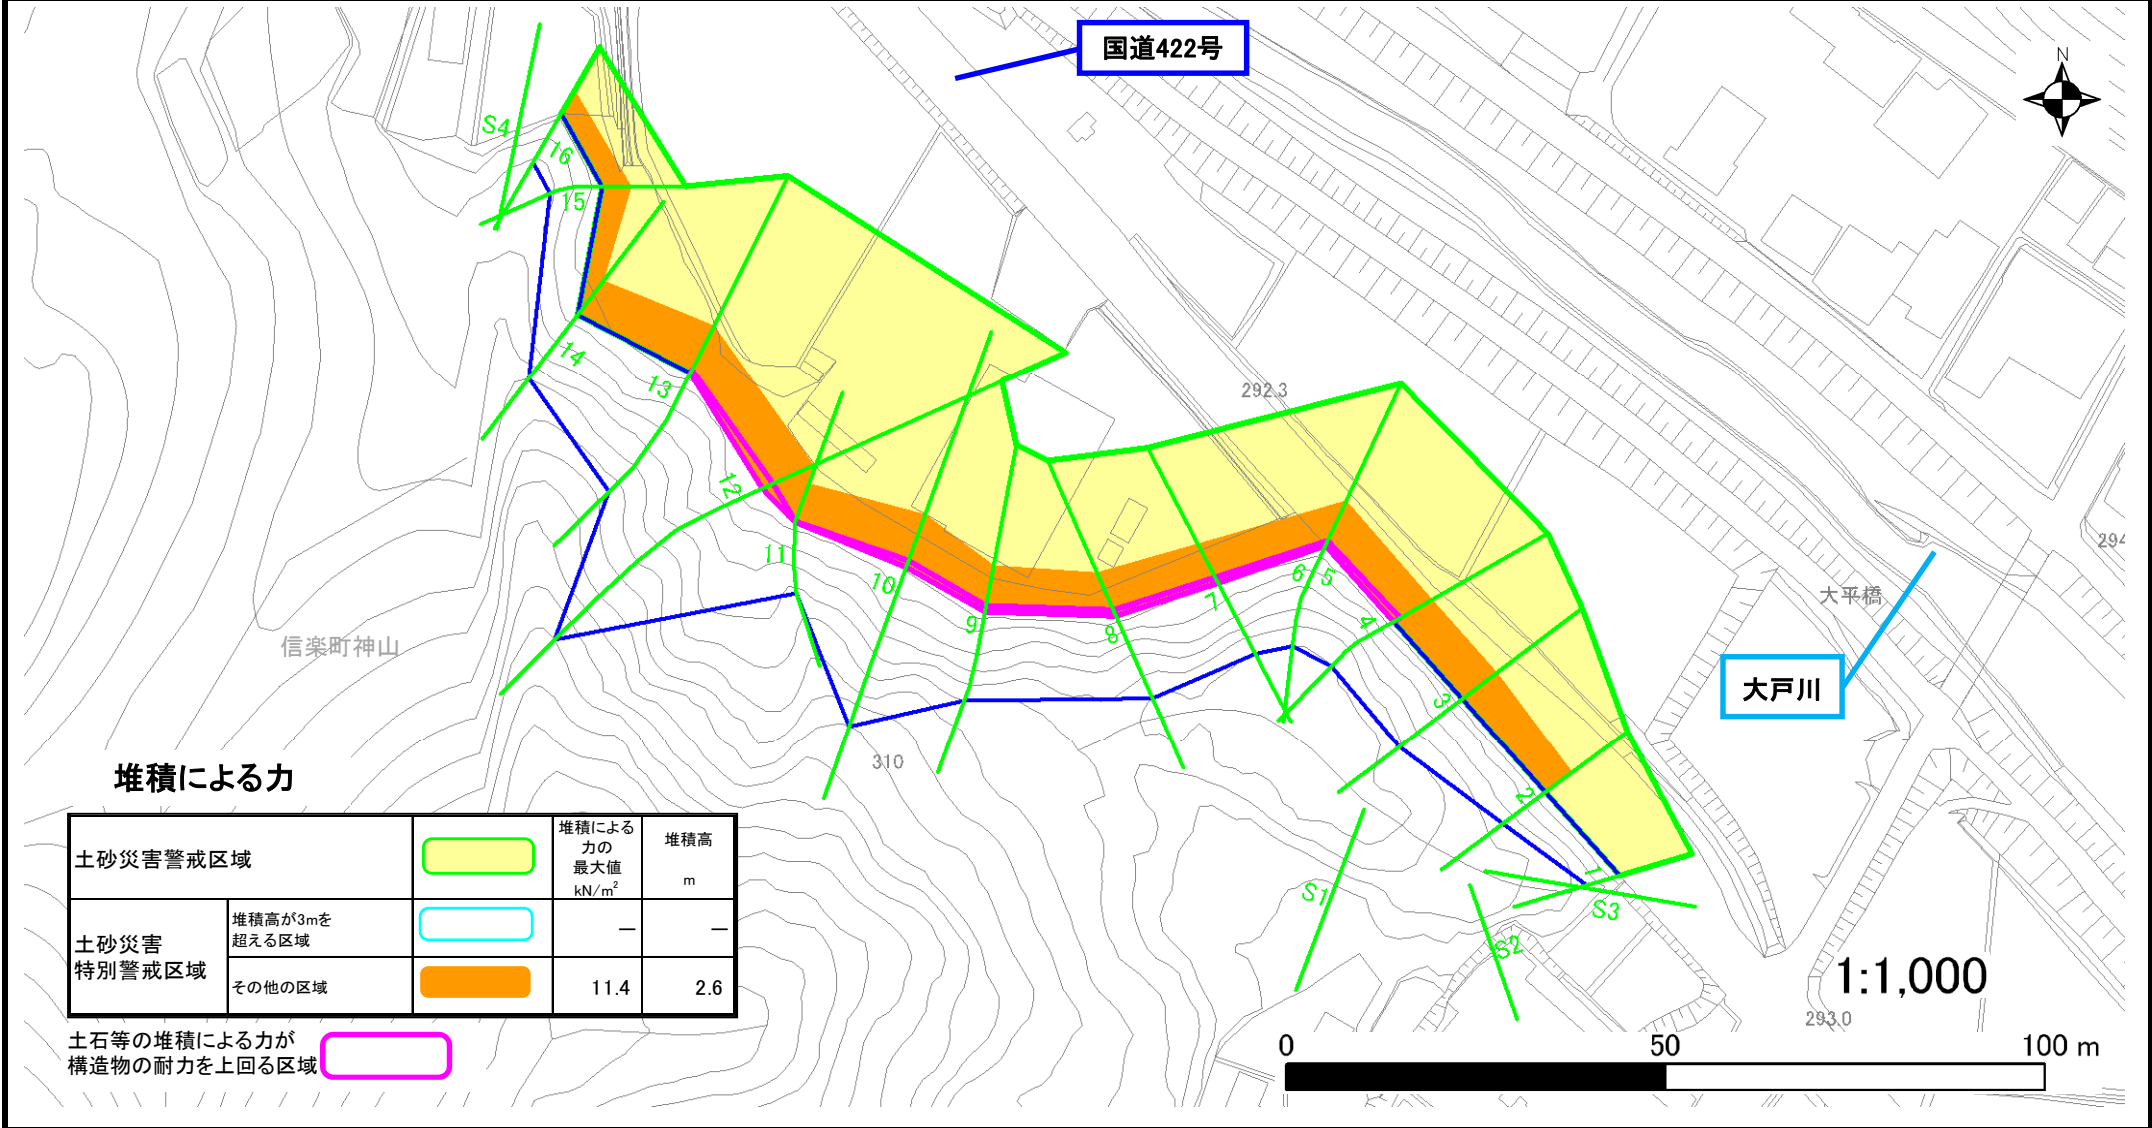 国道422号
N
S4
16
15
14
13
12
11
10
9
8
7
6
5
4
3
2
1
S1
S2
S3
292.3
294
大平橋
大戸川
信楽町神山
310
293.0
堆積による力
堆積による
力の
最大値
kN/m²
堆積高
m
土砂災害警戒区域
土砂災害
特別警戒区域
堆積高が3mを
超える区域
― ―
その他の区域
11.4 2.6
土石等の堆積による力が
構造物の耐力を上回る区域
1:1,000
0 50 100 m